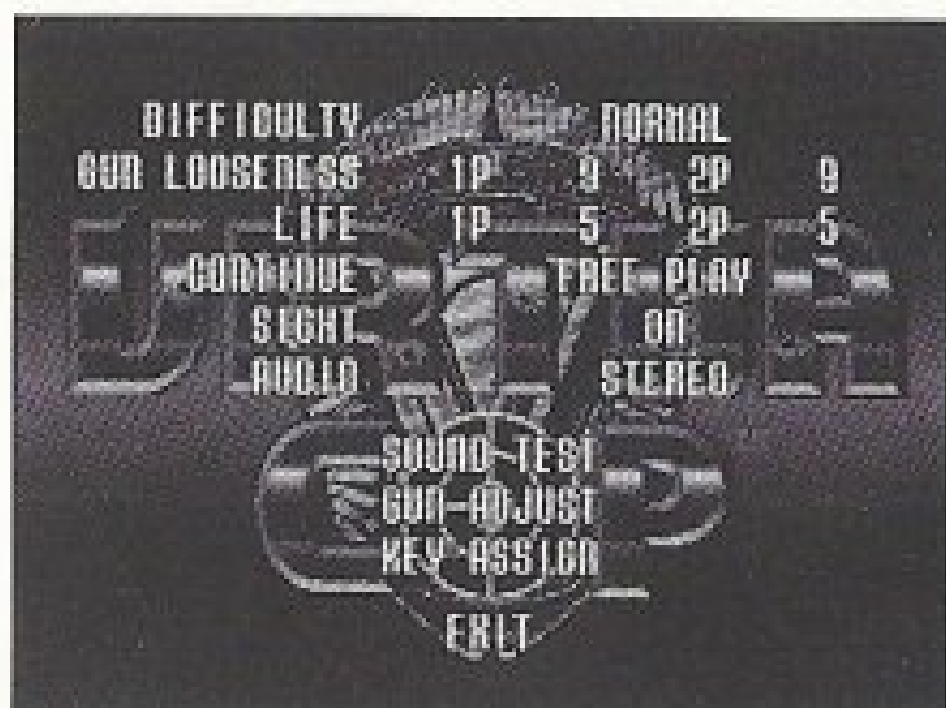 DIFFICULTY NORMAL
GUN LOOSENESS 1P 9 2P 9
LIFE 1P 5 2P 5
CONTINUE FREE PLAY
SIGHT ON
AUDIO STEREO
SOUND TEST
GUN ADJUST
KEY ASSIGN
EXIT